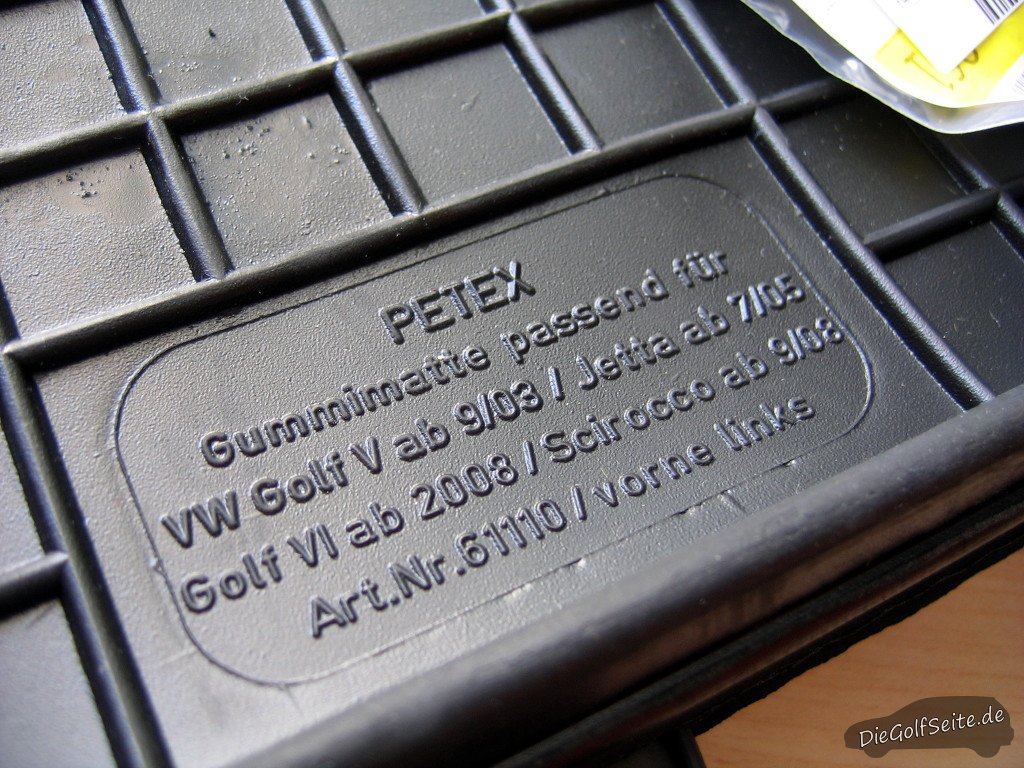 PETEX
Gummimatte passend für
VW Golf V ab 9/03 / Jetta ab 7/05
Golf VI ab 2008 / Scirocco ab 9/08
Art.Nr.61110 / vorne links
DieGolfSeite.de